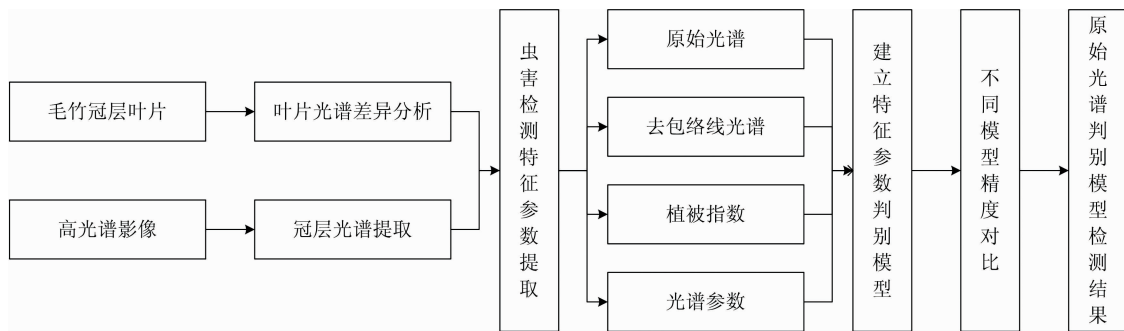 毛竹冠层叶片
叶片光谱差异分析
高光谱影像
冠层光谱提取
虫害检测特征参数提取
原始光谱
去包络线光谱
植被指数
光谱参数
建立特征参数判别模型
不同模型精度对比
原始光谱判别模型检测结果